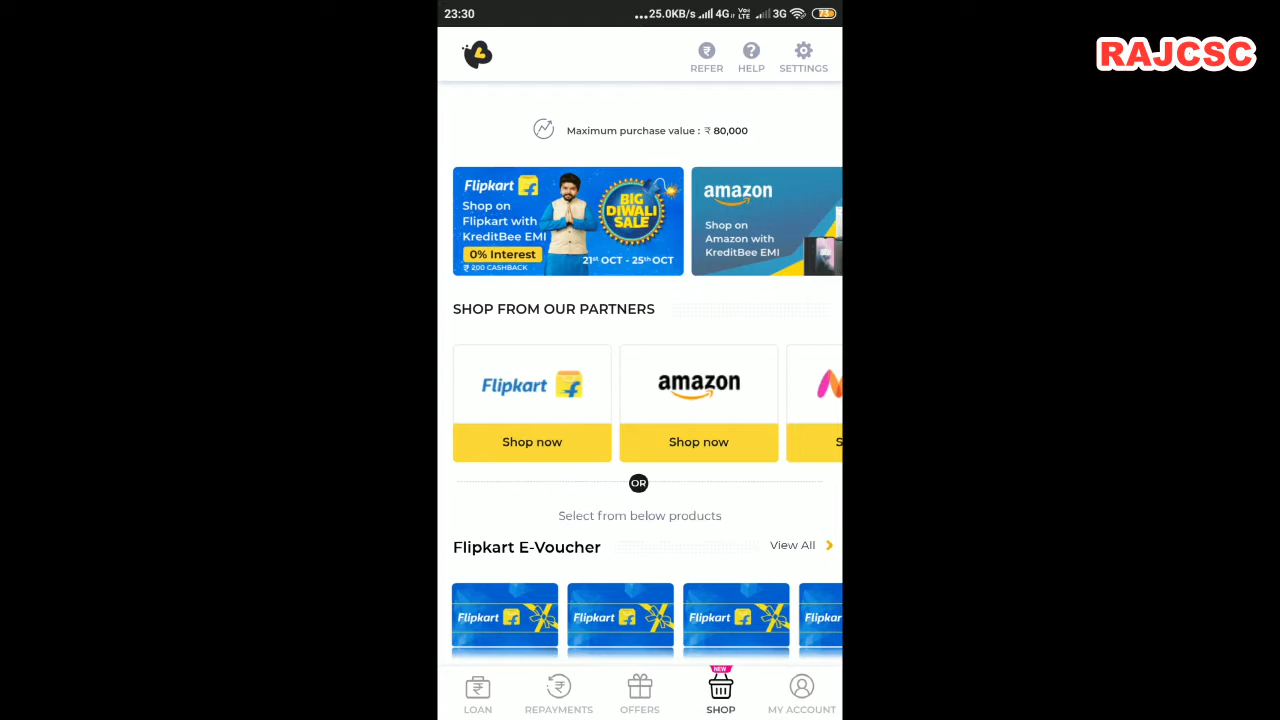 23:30
...25.0KB/s 4G Vo) LTE 3G 73
RAJCSC
REFER HELP SETTINGS
Maximum purchase value : ₹ 80,000
Flipkart
Shop on
Flipkart with
KreditBee EMI
0% Interest
₹ 200 CASHBACK
BIG
DIWALI
SALE
21st OCT - 25th OCT
amazon
Shop on
Amazon with
KreditBee EMI
SHOP FROM OUR PARTNERS
Flipkart
amazon
Shop now
Shop now
S
OR
Select from below products
Flipkart E-Voucher
View All
Flipkart
Flipkart
Flipkart
Flipkart
NEW
LOAN REPAYMENTS OFFERS SHOP MY ACCOUNT